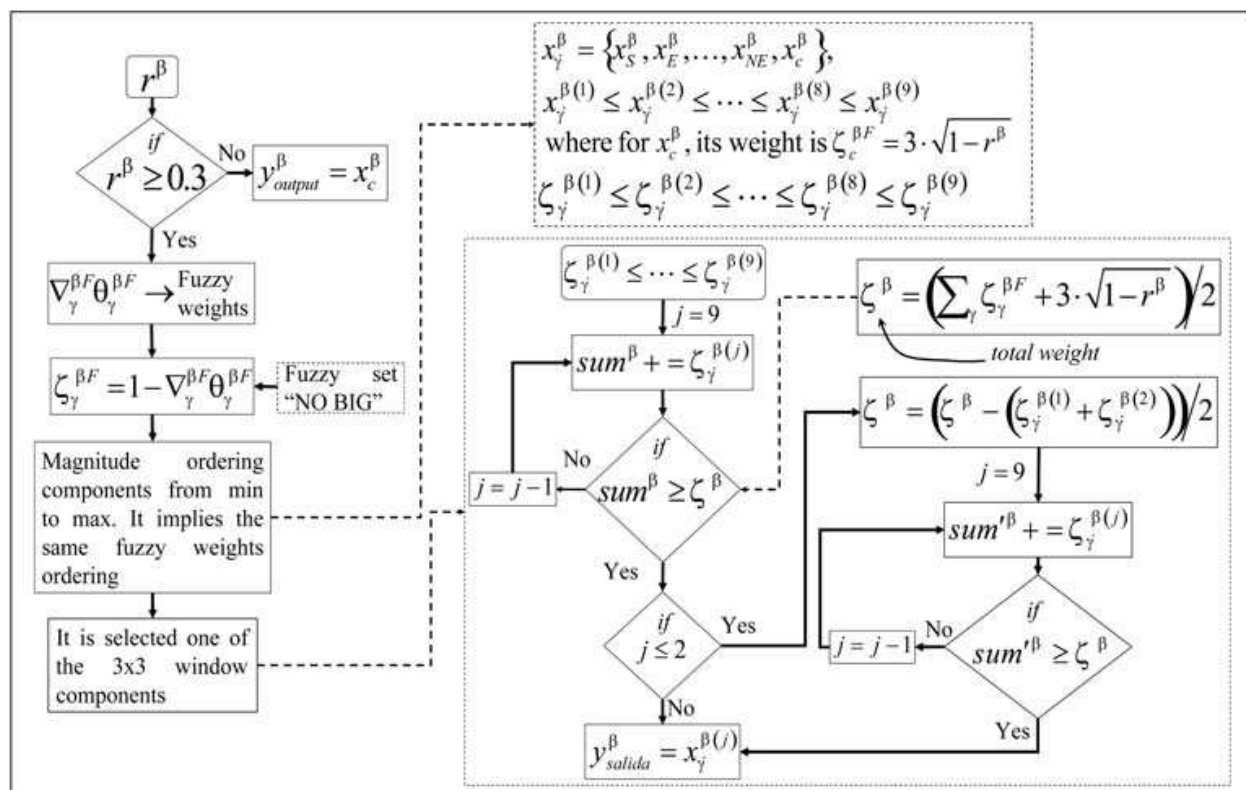 r^β
if
r^β ≥ 0.3
No
y^β_output = x^β_c
Yes
∇^βF_γ θ^βF_γ → Fuzzy
weights
ζ^βF_γ = 1 − ∇^βF_γ θ^βF_γ
Fuzzy set
“NO BIG”
Magnitude ordering
components from min
to max. It implies the
same fuzzy weights
ordering
It is selected one of
the 3x3 window
components
x^β_γ̇ = {x^β_S, x^β_E, …, x^β_NE, x^β_c},
x^β(1)_γ̇ ≤ x^β(2)_γ̇ ≤ ⋯ ≤ x^β(8)_γ̇ ≤ x^β(9)_γ̇
where for x^β_c, its weight is ζ^βF_c = 3·√(1−r^β)
ζ^β(1)_γ̇ ≤ ζ^β(2)_γ̇ ≤ ⋯ ≤ ζ^β(8)_γ̇ ≤ ζ^β(9)_γ̇
ζ^β(1)_γ̇ ≤ ⋯ ≤ ζ^β(9)_γ̇
j = 9
sum^β + = ζ^β(j)_γ̇
if
sum^β ≥ ζ^β
No
j = j−1
Yes
if
j ≤ 2
Yes
No
y^β_salida = x^β(j)_γ̇
ζ^β = (∑_γ ζ^βF_γ + 3·√(1−r^β))/2
total weight
ζ^β = (ζ^β − (ζ^β(1)_γ̇ + ζ^β(2)_γ̇))/2
j = 9
sum′^β + = ζ^β(j)_γ̇
if
sum′^β ≥ ζ^β
No
j = j−1
Yes